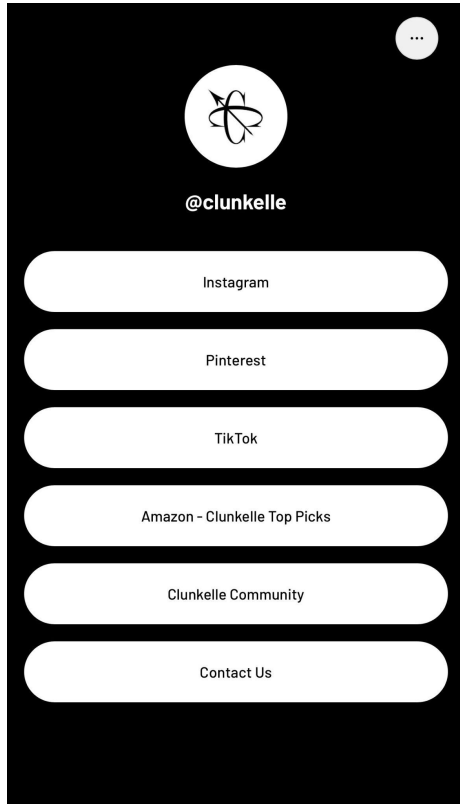 @clunkelle
Instagram
Pinterest
TikTok
Amazon - Clunkelle Top Picks
Clunkelle Community
Contact Us